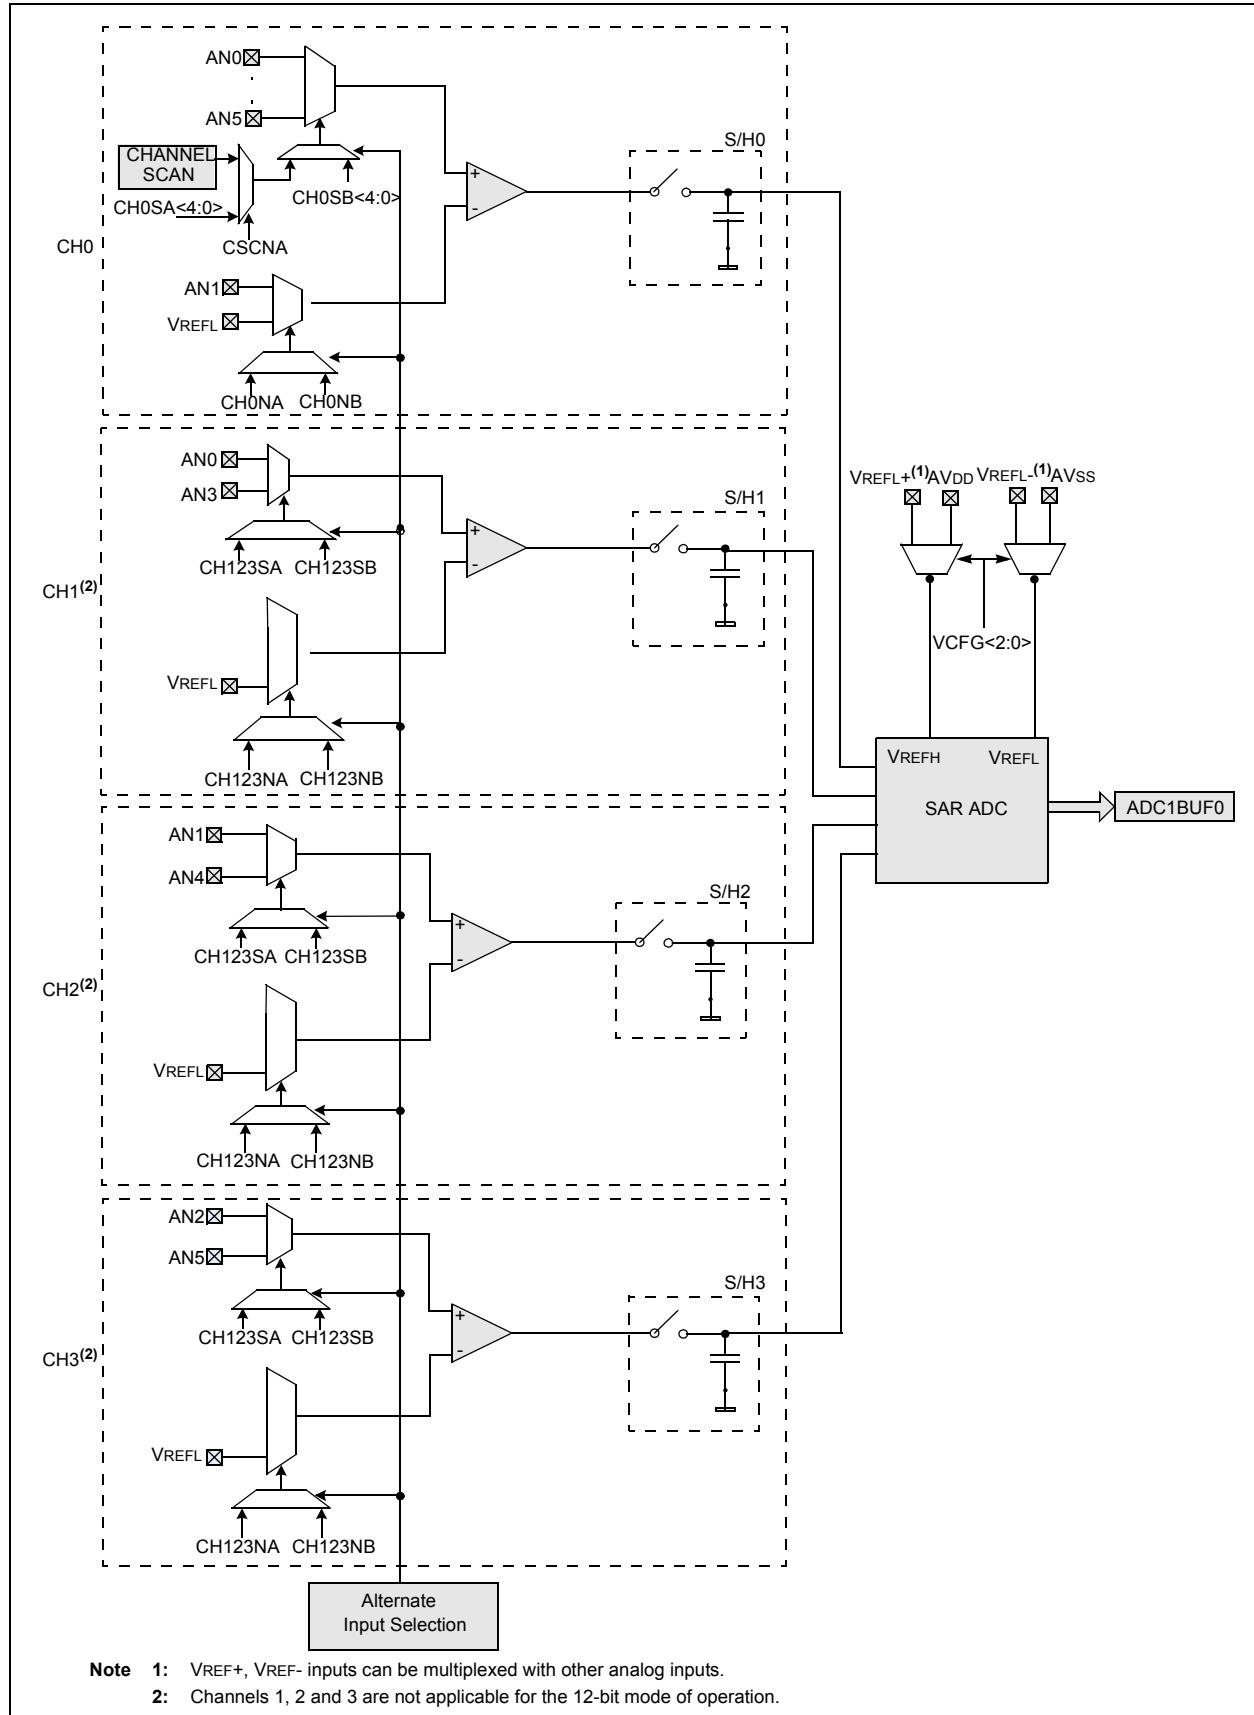 AN0
AN5
CHANNEL
SCAN
CH0SA<4:0>
CH0SB<4:0>
CSCNA
CH0
+
-
S/H0
AN1
VREFL
CH0NA
CH0NB
AN0
AN3
CH123SA
CH123SB
CH1(2)
+
-
S/H1
VREFL
CH123NA
CH123NB
VREFL+(1)
AVDD
VREFL-(1)
AVSS
VCFG<2:0>
VREFH
VREFL
SAR ADC
ADC1BUF0
AN1
AN4
CH123SA
CH123SB
CH2(2)
+
-
S/H2
VREFL
CH123NA
CH123NB
AN2
AN5
CH123SA
CH123SB
CH3(2)
+
-
S/H3
VREFL
CH123NA
CH123NB
Alternate
Input Selection
Note 1: VREF+, VREF- inputs can be multiplexed with other analog inputs.
2: Channels 1, 2 and 3 are not applicable for the 12-bit mode of operation.